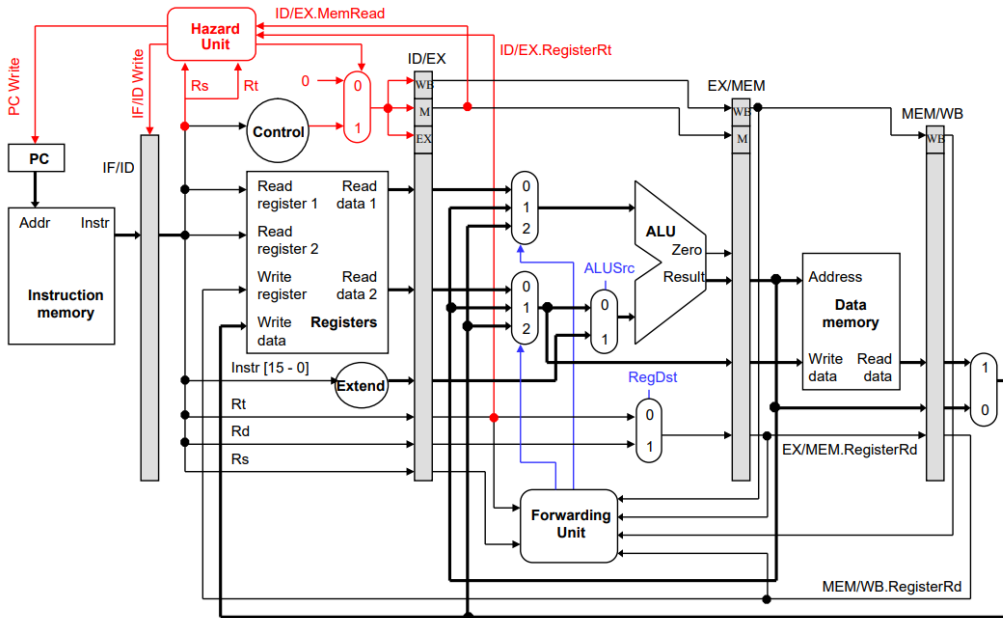 ID/EX.MemRead
Hazard
Unit
ID/EX.RegisterRt
PC Write
IF/ID Write
Rs
Rt
0
0
1
ID/EX
WB
M
EX
EX/MEM
WB
M
MEM/WB
WB
Control
PC
IF/ID
Addr
Instr
Instruction
memory
Read
register 1
Read
data 1
Read
register 2
Write
register
Read
data 2
Write
data
Registers
0
1
2
0
1
2
ALUSrc
0
1
ALU
Zero
Result
Address
Data
memory
Write
data
Read
data
1
0
Instr [15 - 0]
Extend
RegDst
0
1
Rt
Rd
Rs
EX/MEM.RegisterRd
Forwarding
Unit
MEM/WB.RegisterRd